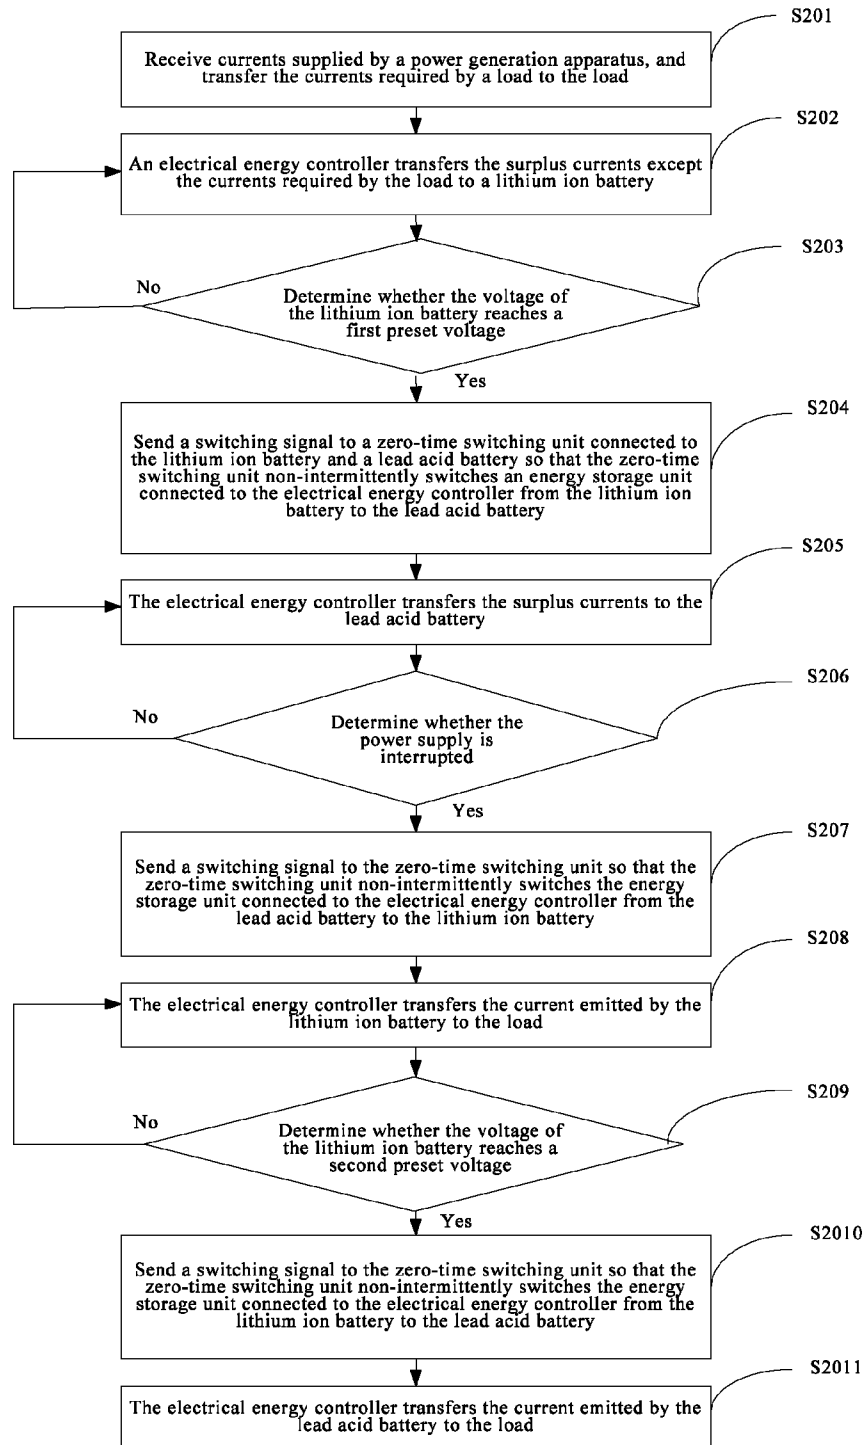 S201
Receive currents supplied by a power generation apparatus, and
transfer the currents required by a load to the load
S202
An electrical energy controller transfers the surplus currents except
the currents required by the load to a lithium ion battery
S203
No
Determine whether the voltage of
the lithium ion battery reaches a
first preset voltage
Yes
S204
Send a switching signal to a zero-time switching unit connected to
the lithium ion battery and a lead acid battery so that the zero-time
switching unit non-intermittently switches an energy storage unit
connected to the electrical energy controller from the lithium ion
battery to the lead acid battery
S205
The electrical energy controller transfers the surplus currents to the
lead acid battery
S206
No
Determine whether the
power supply is
interrupted
Yes
S207
Send a switching signal to the zero-time switching unit so that the
zero-time switching unit non-intermittently switches the energy
storage unit connected to the electrical energy controller from the
lead acid battery to the lithium ion battery
S208
The electrical energy controller transfers the current emitted by the
lithium ion battery to the load
S209
No
Determine whether the voltage of
the lithium ion battery reaches a
second preset voltage
Yes
S2010
Send a switching signal to the zero-time switching unit so that the
zero-time switching unit non-intermittently switches the energy
storage unit connected to the electrical energy controller from the
lithium ion battery to the lead acid battery
S2011
The electrical energy controller transfers the current emitted by the
lead acid battery to the load